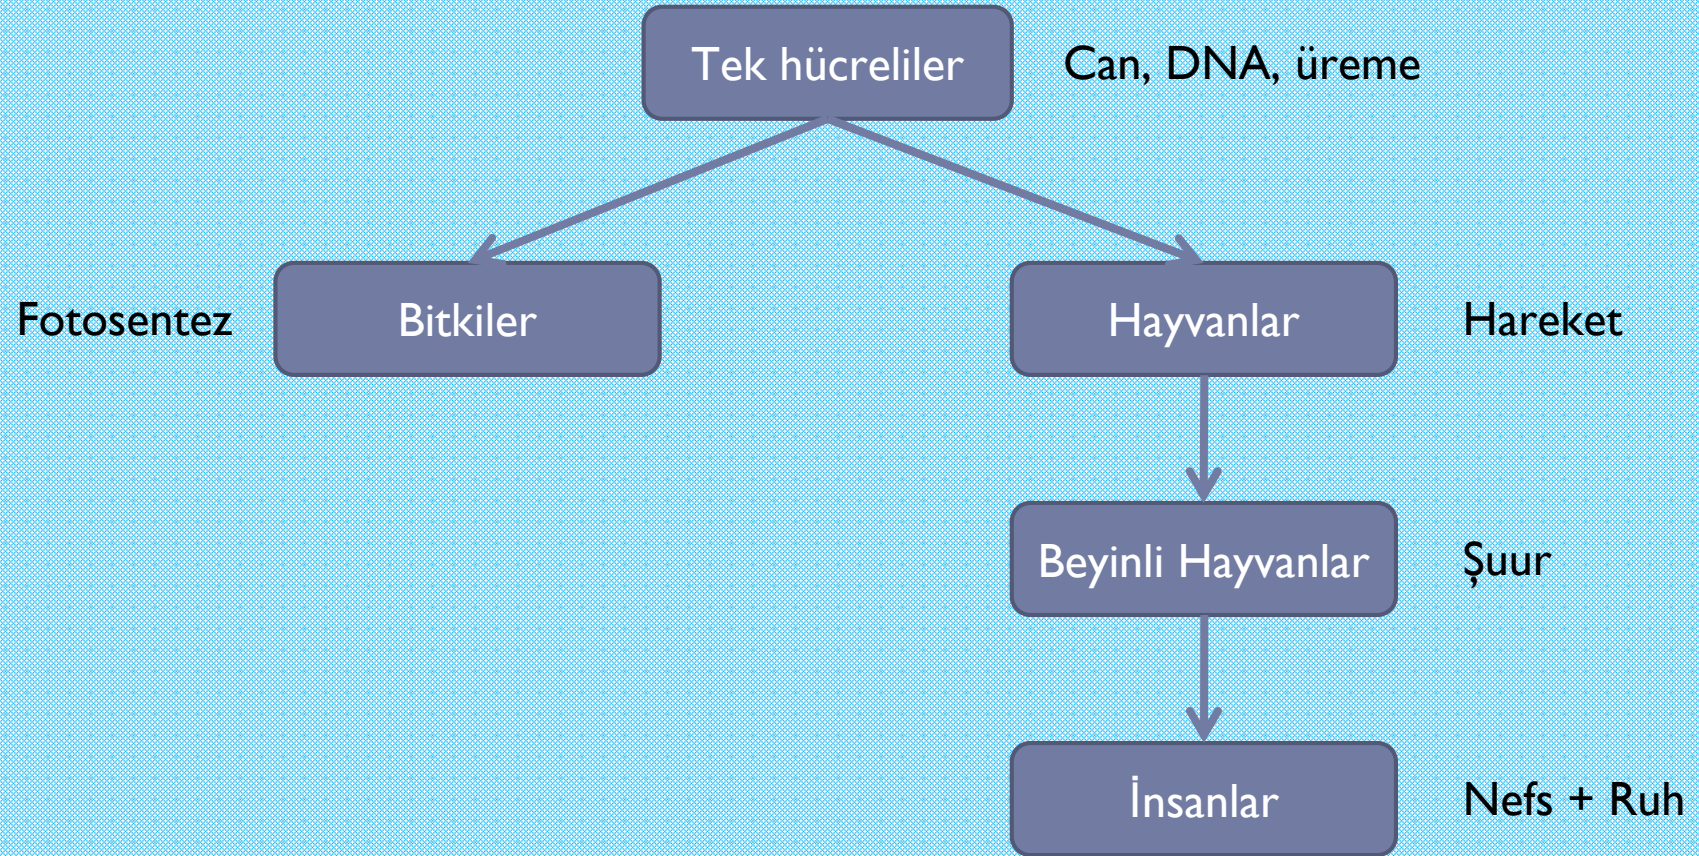 Tek hücreliler
Can, DNA, üreme
Fotosentez
Bitkiler
Hayvanlar
Hareket
Beyinli Hayvanlar
Şuur
İnsanlar
Nefs + Ruh